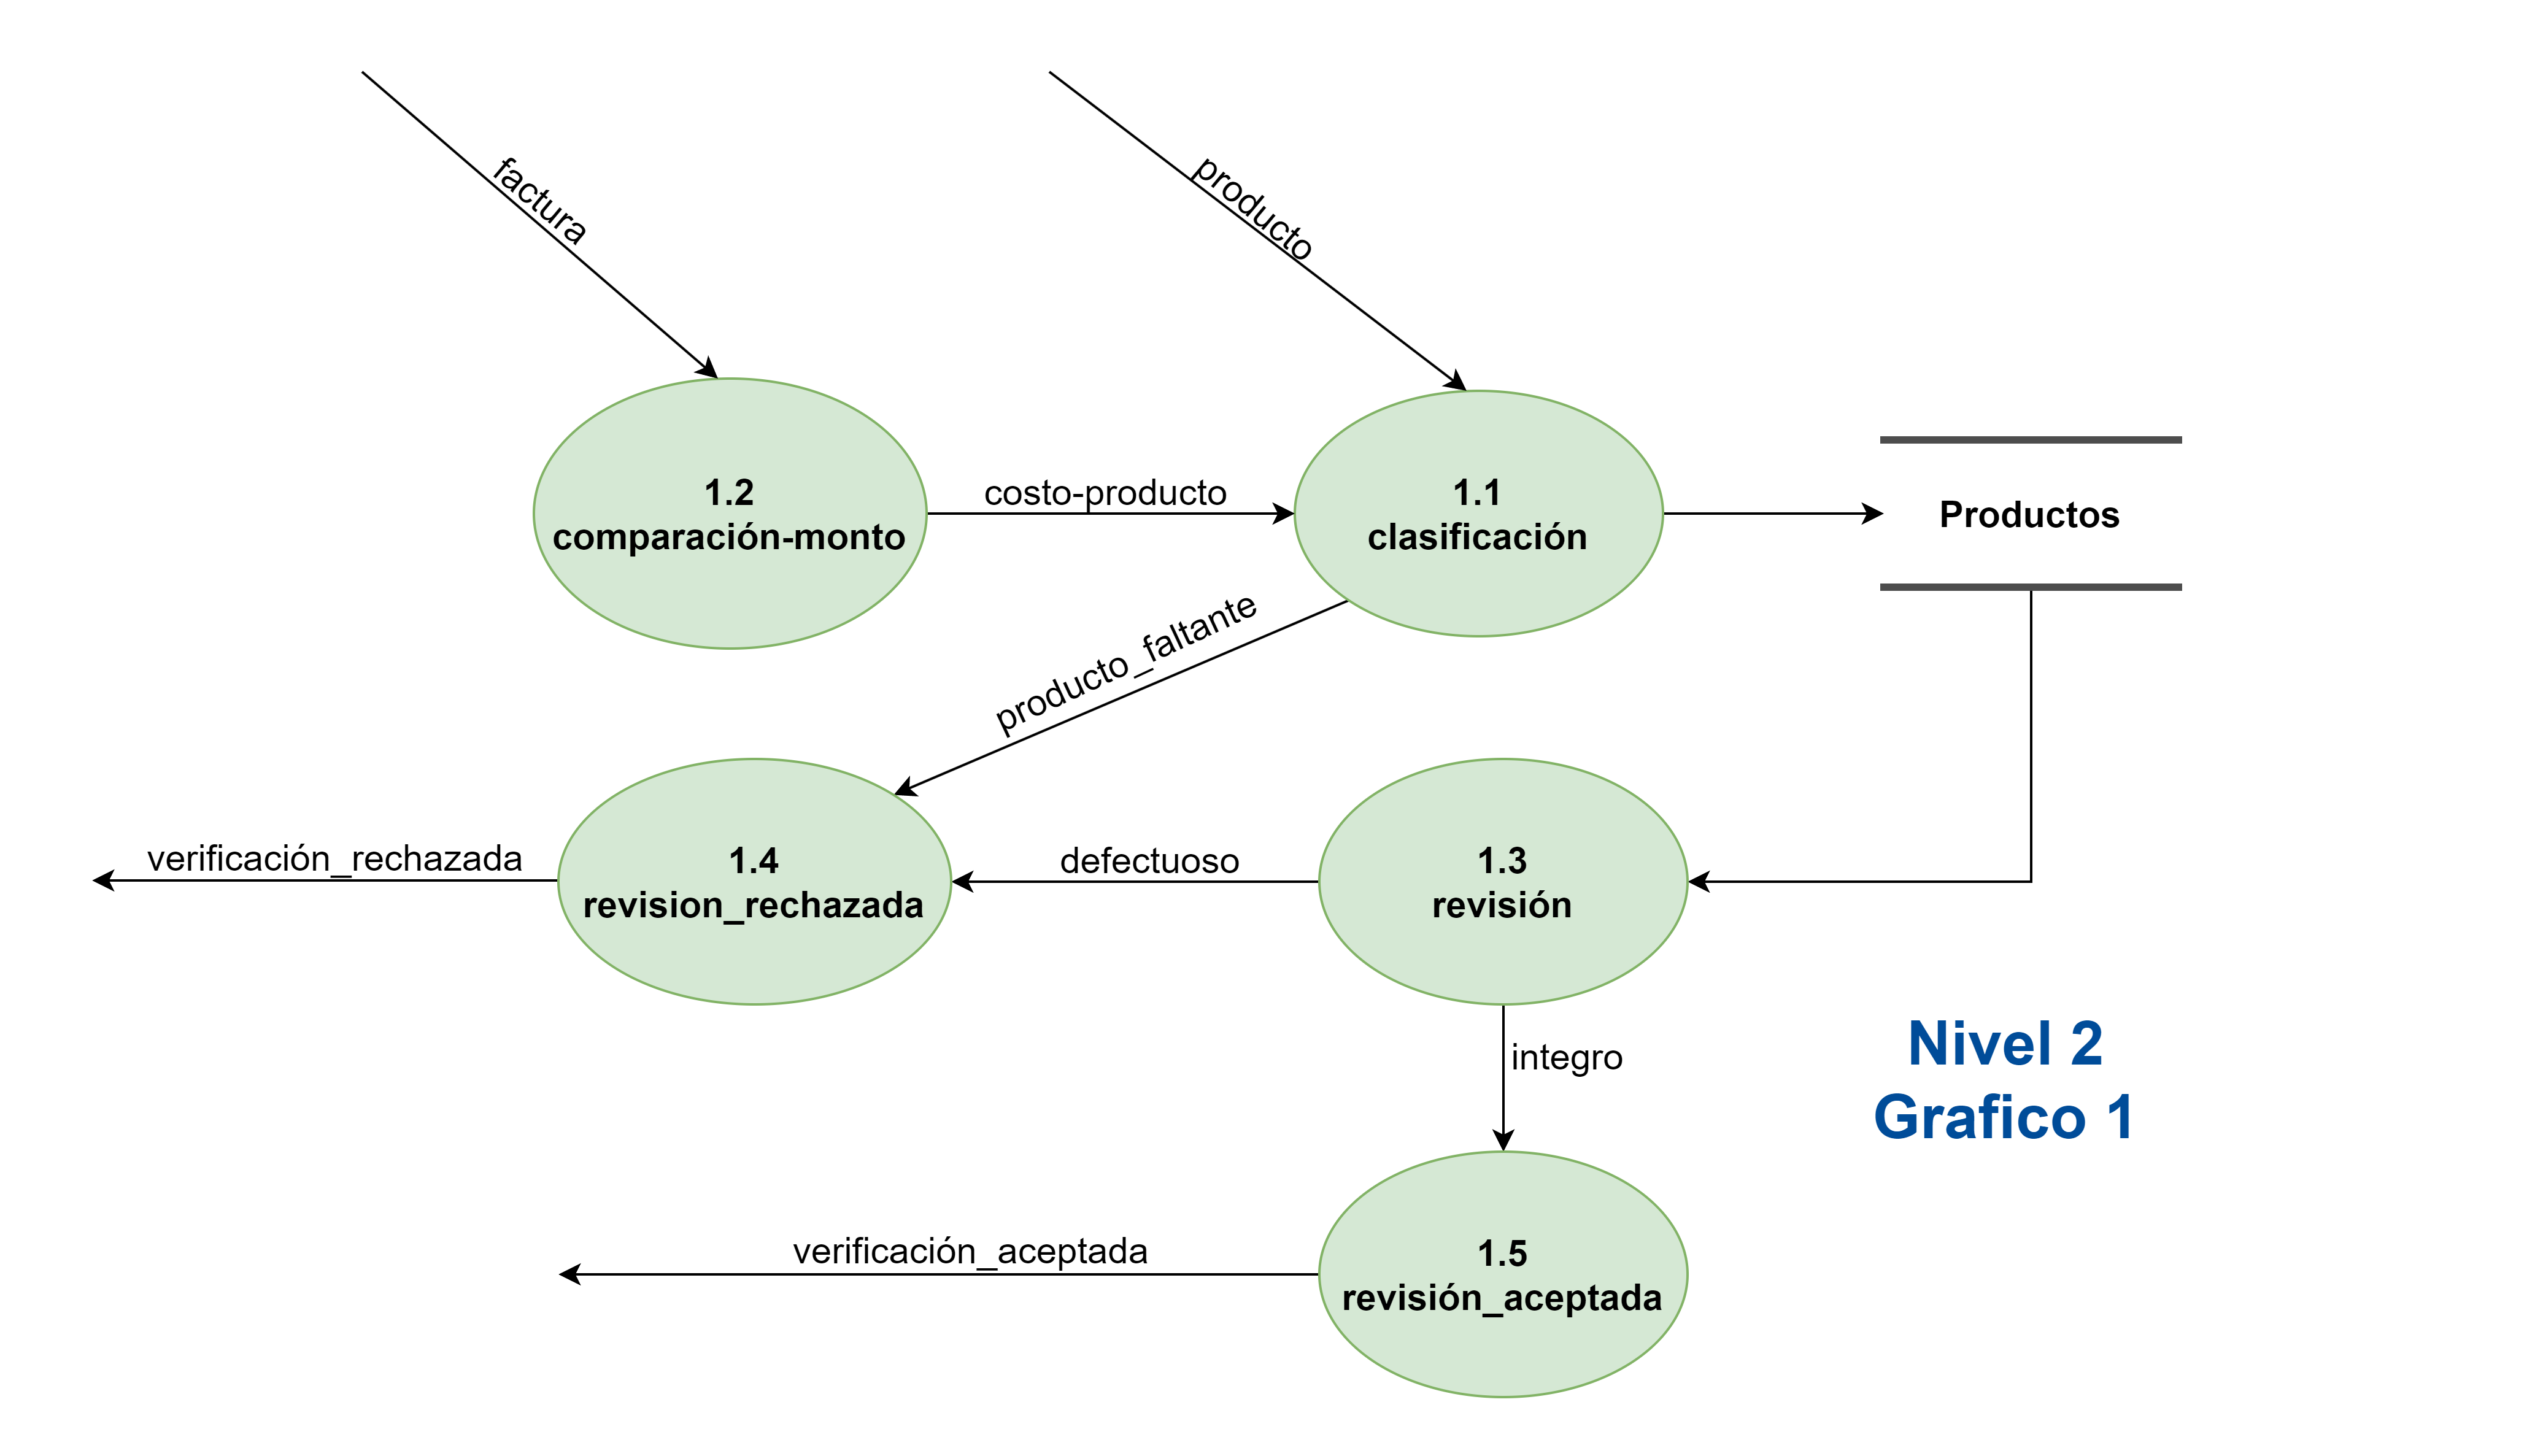 factura
producto
1.2
comparación-monto
costo-producto
1.1
clasificación
Productos
producto_faltante
verificación_rechazada
1.4
revision_rechazada
defectuoso
1.3
revisión
integro
Nivel 2
Grafico 1
verificación_aceptada
1.5
revisión_aceptada